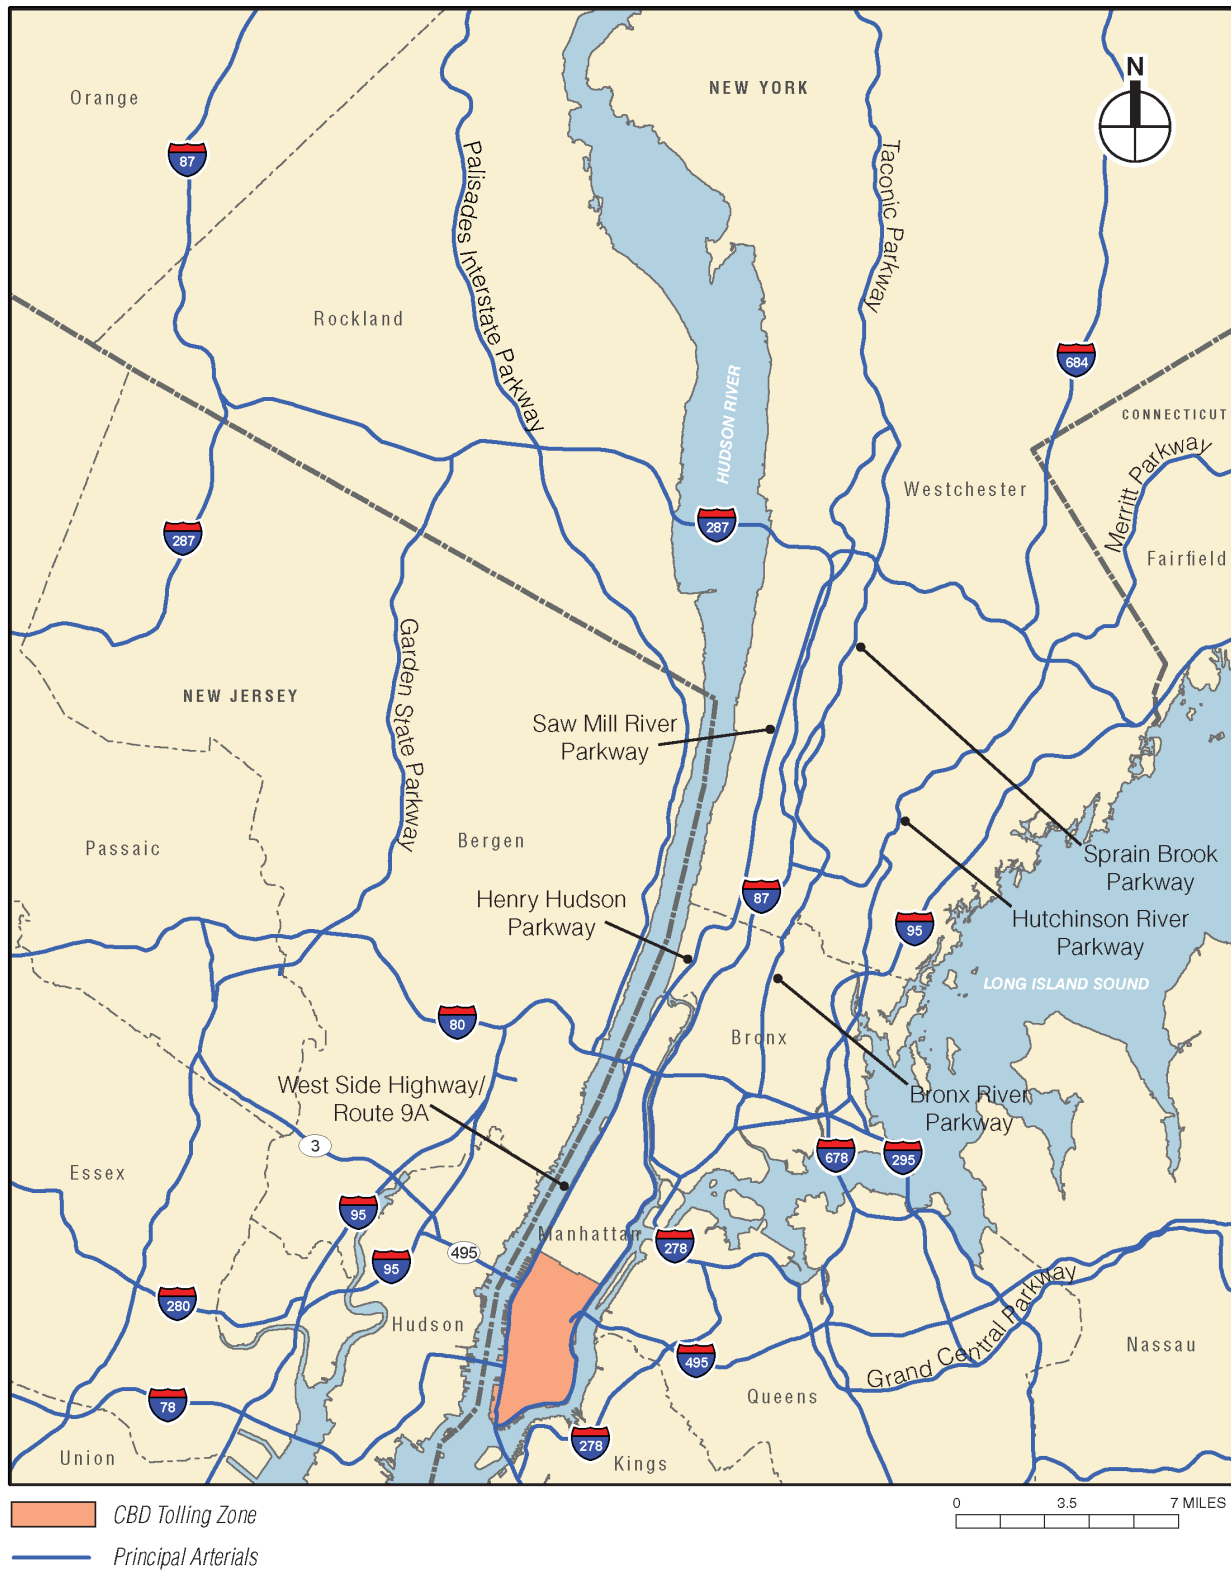 N
NEW YORK
Orange
87
Palisades Interstate Parkway
Taconic Parkway
Rockland
684
HUDSON RIVER
CONNECTICUT
Merritt Parkway
Westchester
287
287
Fairfield
Garden State Parkway
NEW JERSEY
Saw Mill River
Parkway
Passaic
Bergen
Sprain Brook
Parkway
Henry Hudson
Parkway
87
95
Hutchinson River
Parkway
LONG ISLAND SOUND
80
Bronx
West Side Highway/
Route 9A
Bronx River
Parkway
3
678
295
Essex
95
Manhattan
278
495
95
280
Hudson
Grand Central Parkway
Nassau
495
Queens
78
278
Union
Kings
CBD Tolling Zone
Principal Arterials
0 3.5 7 MILES